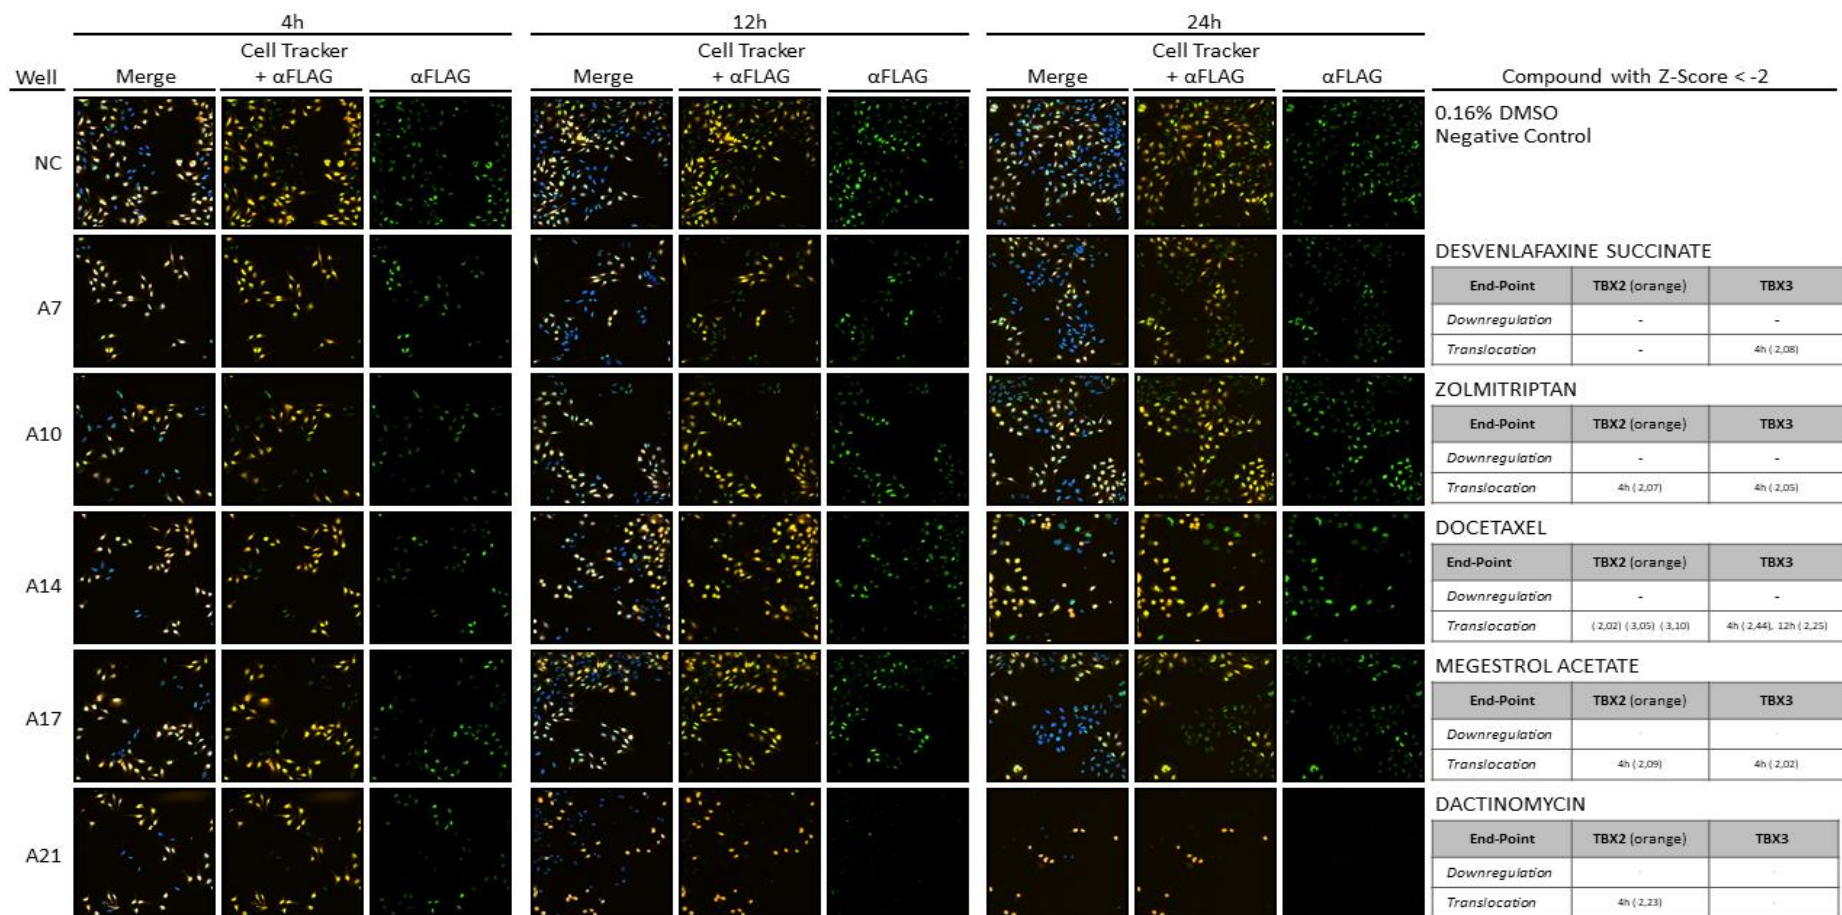 4h 12h 24h
Cell Tracker Cell Tracker Cell Tracker
Well Merge + αFLAG αFLAG Merge + αFLAG αFLAG Merge + αFLAG αFLAG Compound with Z-Score < -2
NC
0.16% DMSO
Negative Control
A7
DESVENLAFAXINE SUCCINATE
End-Point TBX2 (orange) TBX3
Downregulation - -
Translocation - 4h (-2,08)
A10
ZOLMITRIPTAN
End-Point TBX2 (orange) TBX3
Downregulation - -
Translocation 4h (-2,07) 4h (-2,05)
A14
DOCETAXEL
End-Point TBX2 (orange) TBX3
Downregulation - -
Translocation (-2,02) (-3,05) (-3,10) 4h (-2,44), 12h (-2,25)
A17
MEGESTROL ACETATE
End-Point TBX2 (orange) TBX3
Downregulation - -
Translocation 4h (-2,09) 4h (-2,02)
A21
DACTINOMYCIN
End-Point TBX2 (orange) TBX3
Downregulation - -
Translocation 4h (-2,23) -